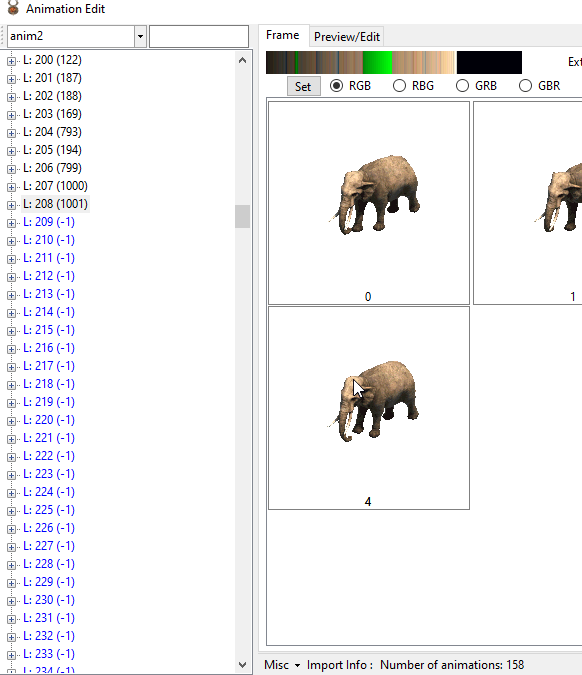 Animation Edit
anim2
L: 200 (122)
L: 201 (187)
L: 202 (188)
L: 203 (169)
L: 204 (793)
L: 205 (194)
L: 206 (799)
L: 207 (1000)
L: 208 (1001)
L: 209 (-1)
L: 210 (-1)
L: 211 (-1)
L: 212 (-1)
L: 213 (-1)
L: 214 (-1)
L: 215 (-1)
L: 216 (-1)
L: 217 (-1)
L: 218 (-1)
L: 219 (-1)
L: 220 (-1)
L: 221 (-1)
L: 222 (-1)
L: 223 (-1)
L: 224 (-1)
L: 225 (-1)
L: 226 (-1)
L: 227 (-1)
L: 228 (-1)
L: 229 (-1)
L: 230 (-1)
L: 231 (-1)
L: 232 (-1)
L: 233 (-1)
L: 234 (-1)
Frame Preview/Edit
Ext
Set RGB RBG GRB GBR
0
1
4
Misc Import Info : Number of animations: 158